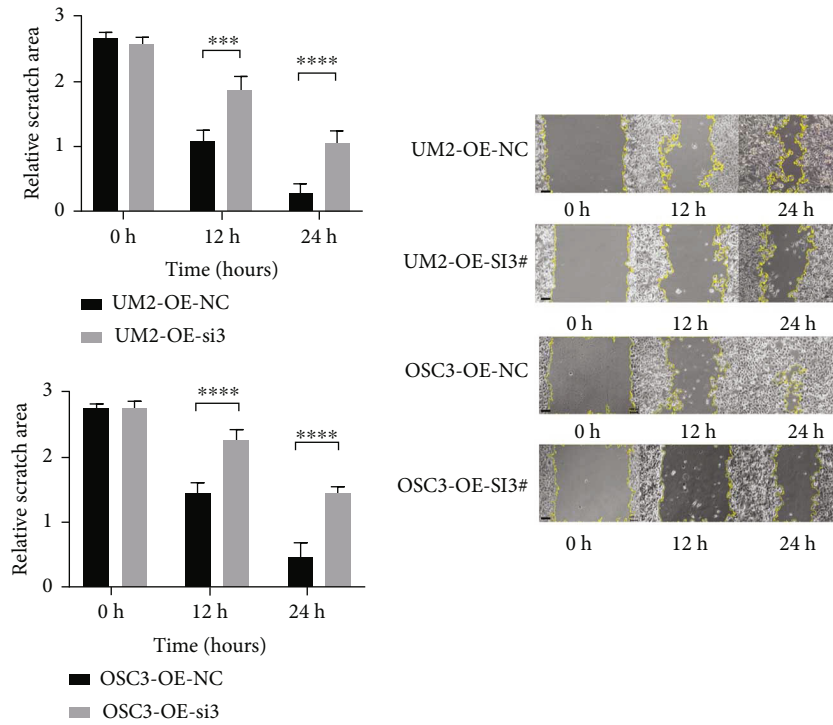 3
2
1
0
Relative scratch area
***
****
0 h
12 h
24 h
Time (hours)
UM2-OE-NC
UM2-OE-si3
3
2
1
0
Relative scratch area
****
****
0 h
12 h
24 h
Time (hours)
OSC3-OE-NC
OSC3-OE-si3
UM2-OE-NC
0 h 12 h 24 h
UM2-OE-SI3#
0 h 12 h 24 h
OSC3-OE-NC
0 h 12 h 24 h
OSC3-OE-SI3#
0 h 12 h 24 h